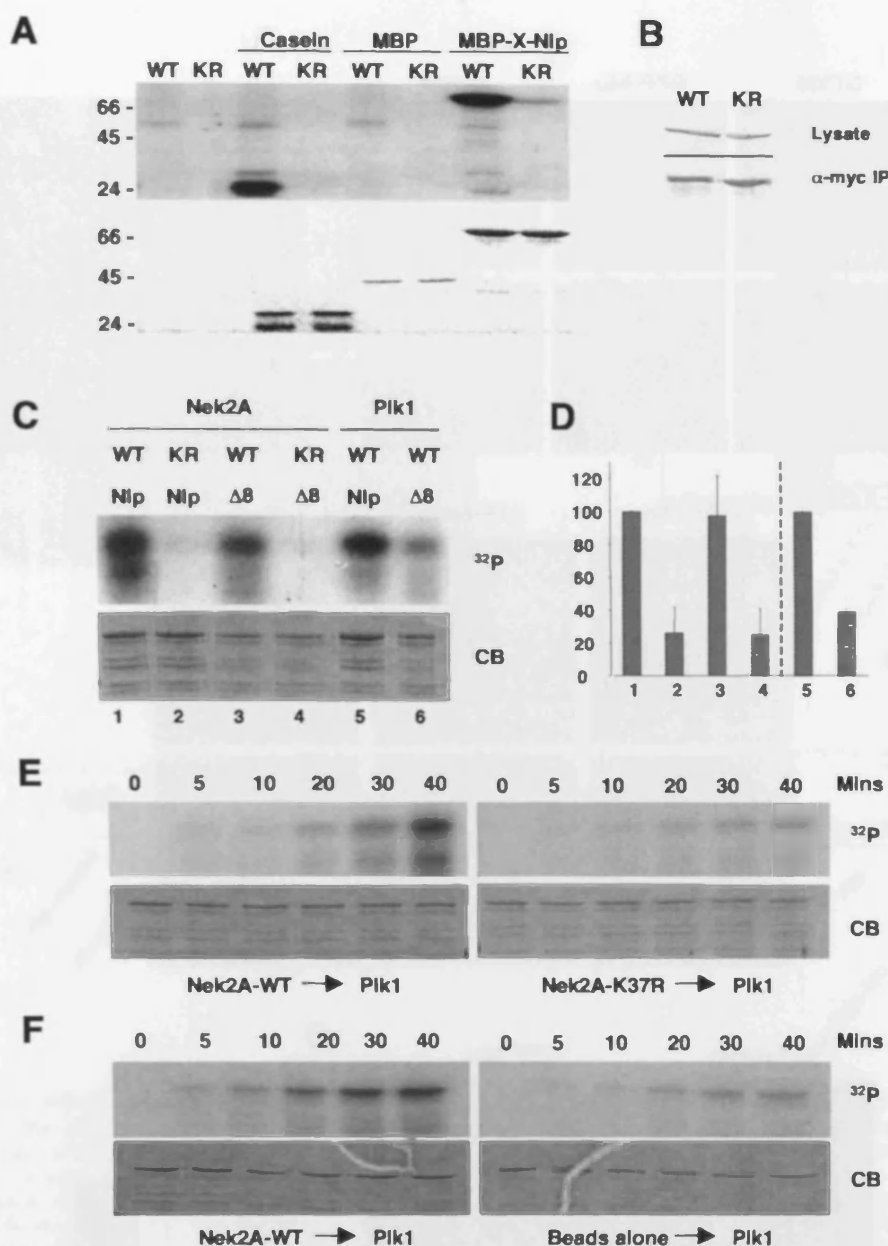 A
Casein MBP MBP-X-Nlp
WT KR WT KR WT KR WT KR
66 -
45 -
24 -
66 -
45 -
24 -
B
WT KR
Lysate
α-myc IP
C
Nek2A Plk1
WT KR WT KR WT WT
Nlp Nlp Δ8 Δ8 Nlp Δ8
³²P
CB
1 2 3 4 5 6
D
120
100
80
60
40
20
0
1 2 3 4 5 6
E
0 5 10 20 30 40 0 5 10 20 30 40 Mins
³²P
CB
Nek2A-WT → Plk1 Nek2A-K37R → Plk1
F
0 5 10 20 30 40 0 5 10 20 30 40 Mins
³²P
CB
Nek2A-WT → Plk1 Beads alone → Plk1